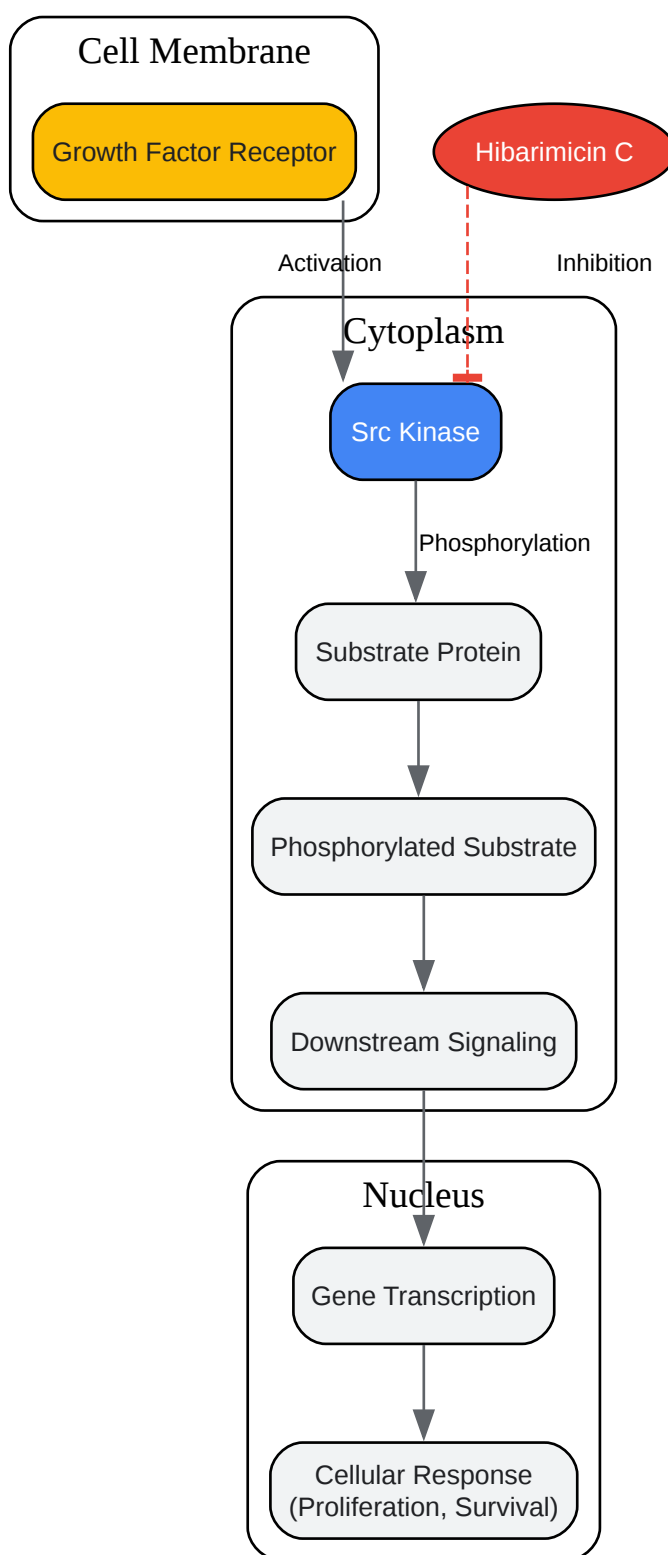 Cell Membrane
Growth Factor Receptor
Hibarimicin C
Activation
Inhibition
Cytoplasm
Src Kinase
Phosphorylation
Substrate Protein
Phosphorylated Substrate
Downstream Signaling
Nucleus
Gene Transcription
Cellular Response
(Proliferation, Survival)